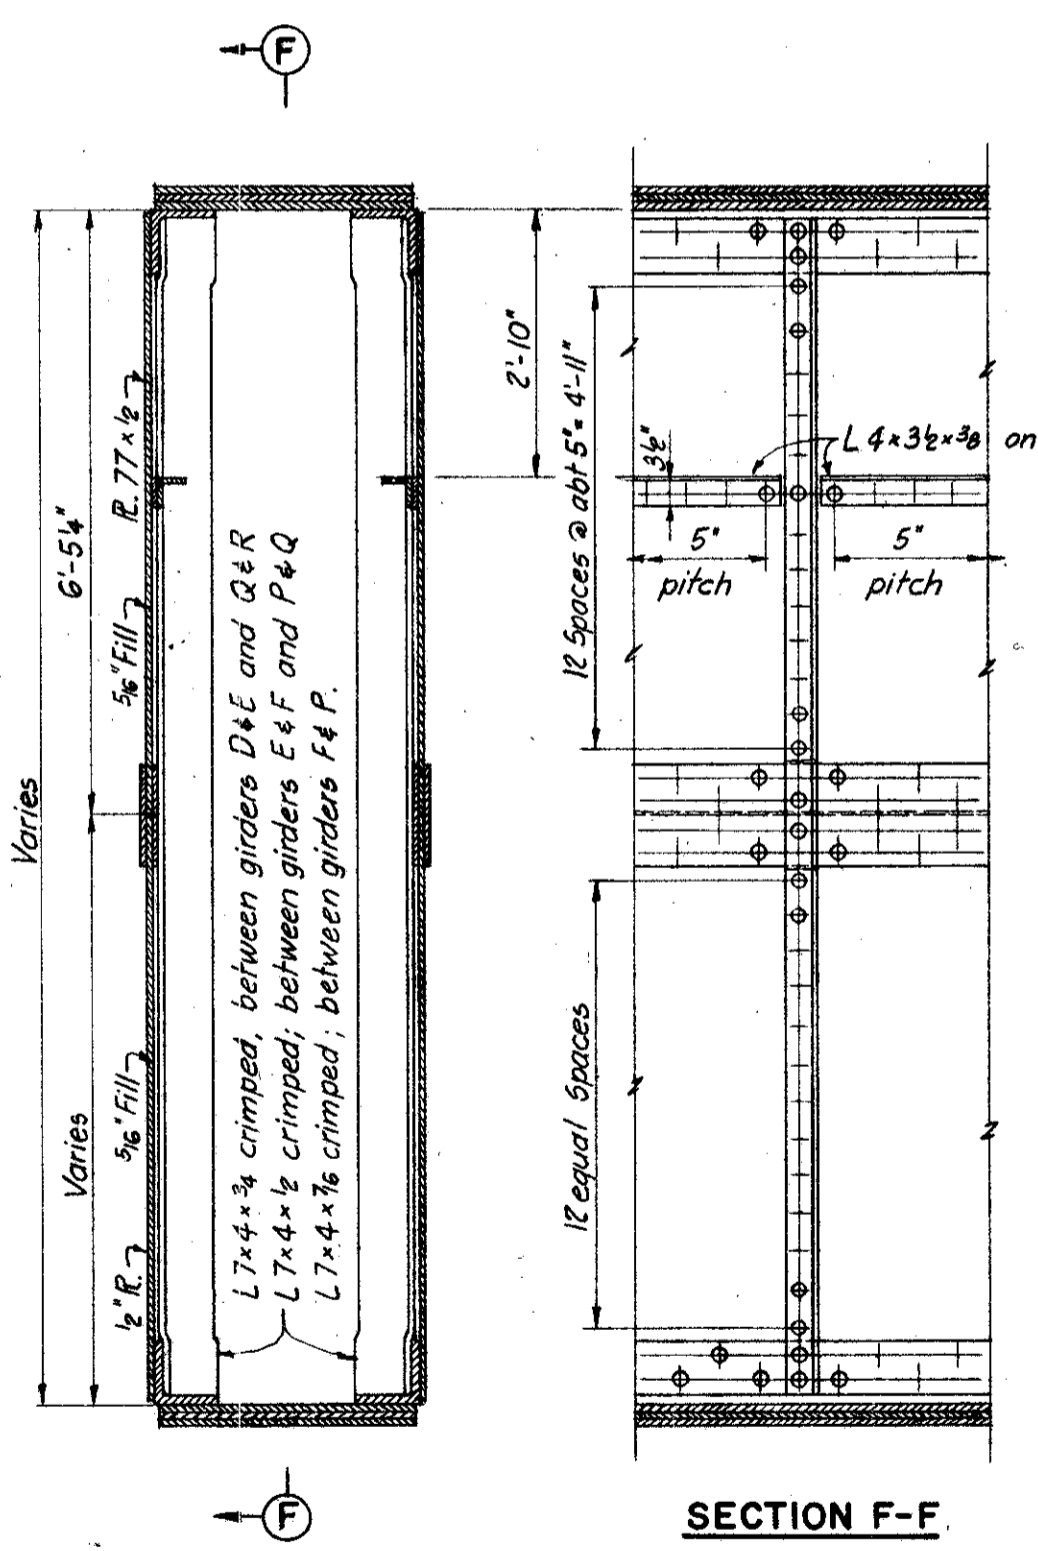 F
Varies
6'-5¼"
Varies
℄. 77 × ½
5/16" Fill
5/16" Fill
½" ℄.
L 7×4×¾ crimped, between girders D & E and Q & R
L 7×4×½ crimped; between girders E & F and P & Q
L 7×4×7/16 crimped; between girders F & P.
F
2'-10"
12 Spaces @ abt 5" = 4'-11"
3½"
L 4×3½×3/8 on
5"
pitch
5"
pitch
12 equal Spaces
SECTION F-F